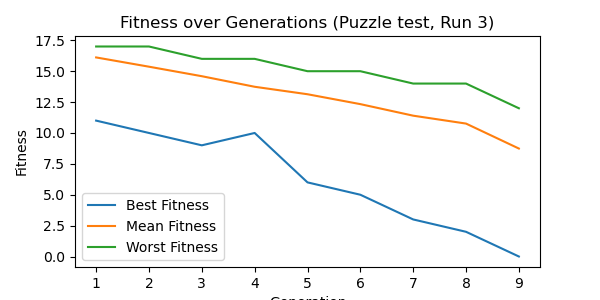 Fitness over Generations (Puzzle test, Run 3)
17.5
15.0
12.5
10.0
7.5
5.0
2.5
0.0
Fitness
Best Fitness
Mean Fitness
Worst Fitness
1 2 3 4 5 6 7 8 9
Generation